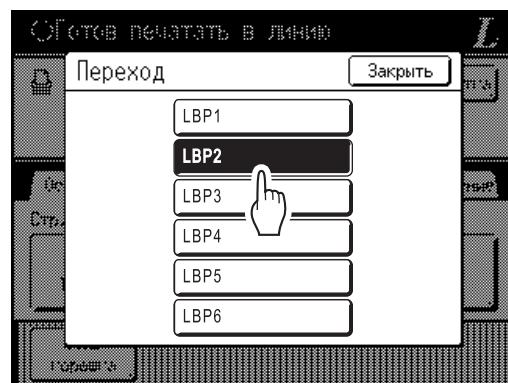 Готов печатать в линию
L
Переход
Закрыть
LBP1
LBP2
LBP3
LBP4
LBP5
LBP6